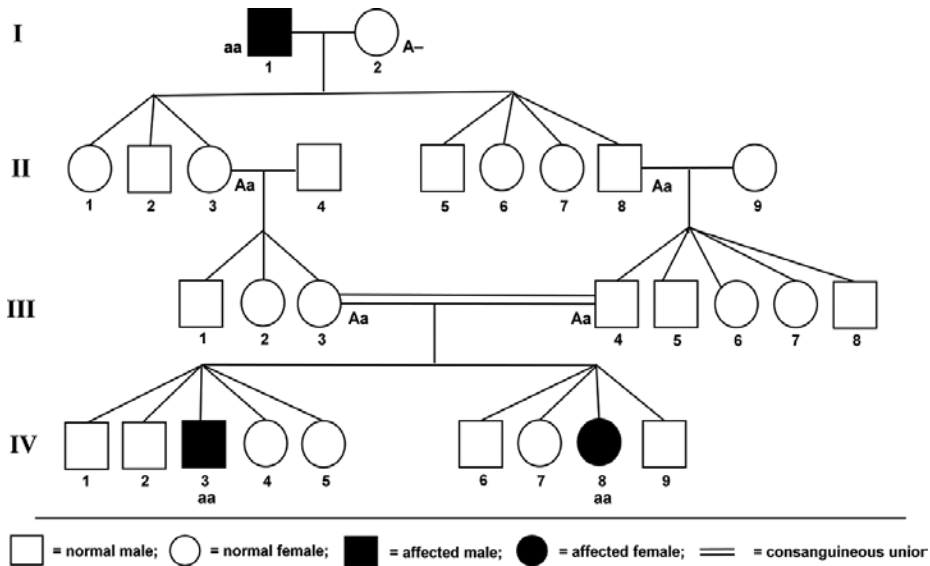 I
aa
A–
1
2
II
Aa
Aa
1
2
3
4
5
6
7
8
9
III
Aa
Aa
1
2
3
4
5
6
7
8
IV
1
2
3
4
5
6
7
8
9
aa
aa
= normal male; = normal female; = affected male; = affected female; = consanguineous union